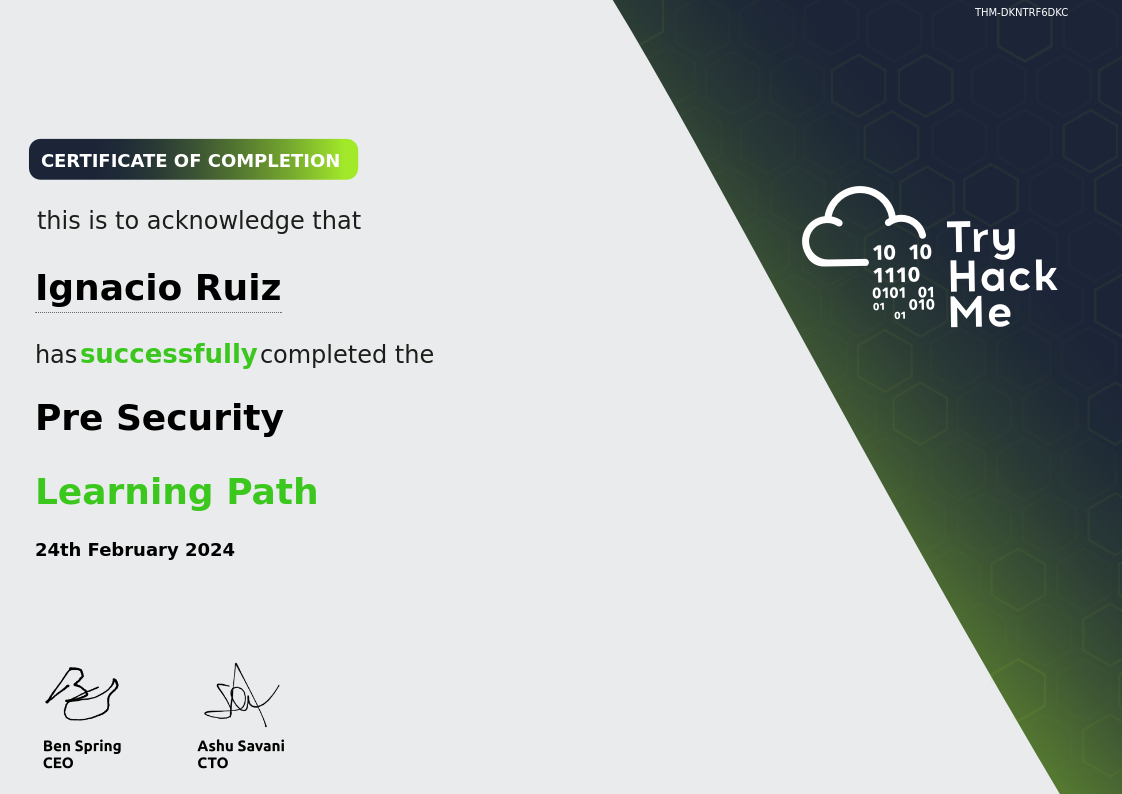 THM-DKNTRF6DKC
CERTIFICATE OF COMPLETION
this is to acknowledge that
Ignacio Ruiz
has successfully completed the
Pre Security
Learning Path
24th February 2024
Try
Hack
Me
10 10
1110
0101 01
01 010
01
Ben Spring
CEO
Ashu Savani
CTO